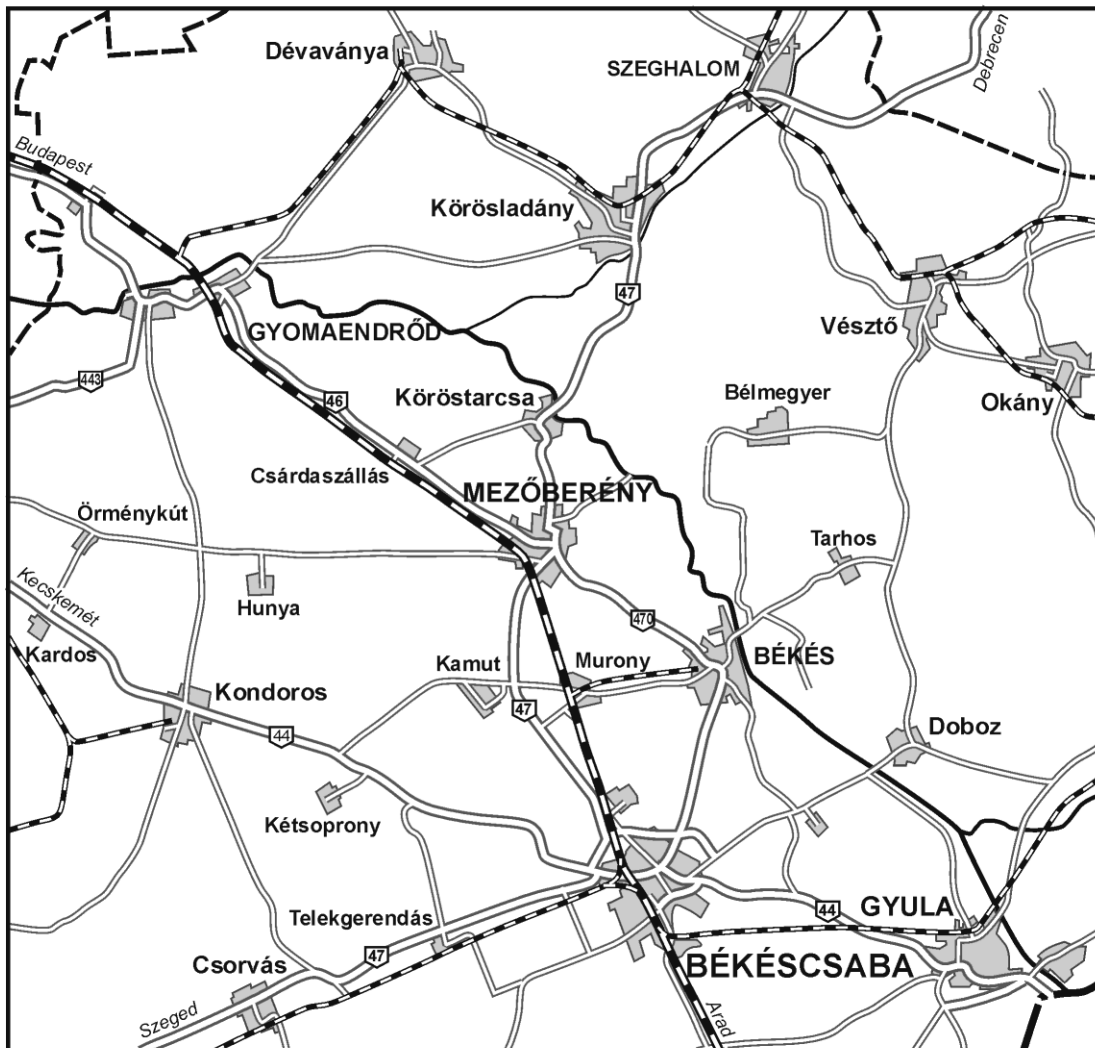 Dévaványa
SZEGHALOM
Debrecen
Budapest
Körösladány
47
GYOMAENDRŐD
Vésztő
443
46
Köröstarcsa
Bélmegyer
Okány
Csárdaszállás
MEZŐBERÉNY
Örménykút
Tarhos
Kecskemét
Hunya
470
Kardos
Kamut
Murony
BÉKÉS
Kondoros
47
44
Doboz
Kétsoprony
Telekgerendás
44
GYULA
47
Csorvás
BÉKÉSCSABA
Szeged
Arad